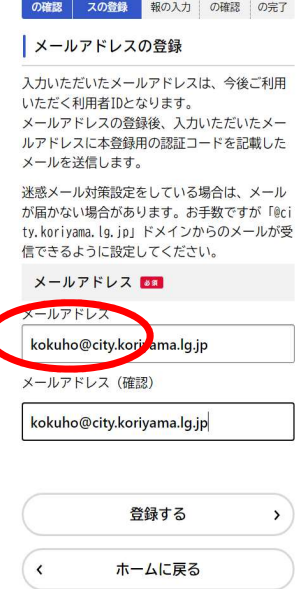 の確認 スの登録 報の入力 の確認 の完了
メールアドレスの登録
入力いただいたメールアドレスは、今後ご利用
いただく利用者IDとなります。
メールアドレスの登録後、入力いただいたメー
ルアドレスに本登録用の認証コードを記載した
メールを送信します。
迷惑メール対策設定をしている場合は、メール
が届かない場合があります。お手数ですが「@ci
ty.koriyama.lg.jp」ドメインからのメールが受
信できるように設定してください。
メールアドレス 必須
メールアドレス
kokuho@city.koriyama.lg.jp
メールアドレス（確認）
kokuho@city.koriyama.lg.jp
登録する
ホームに戻る